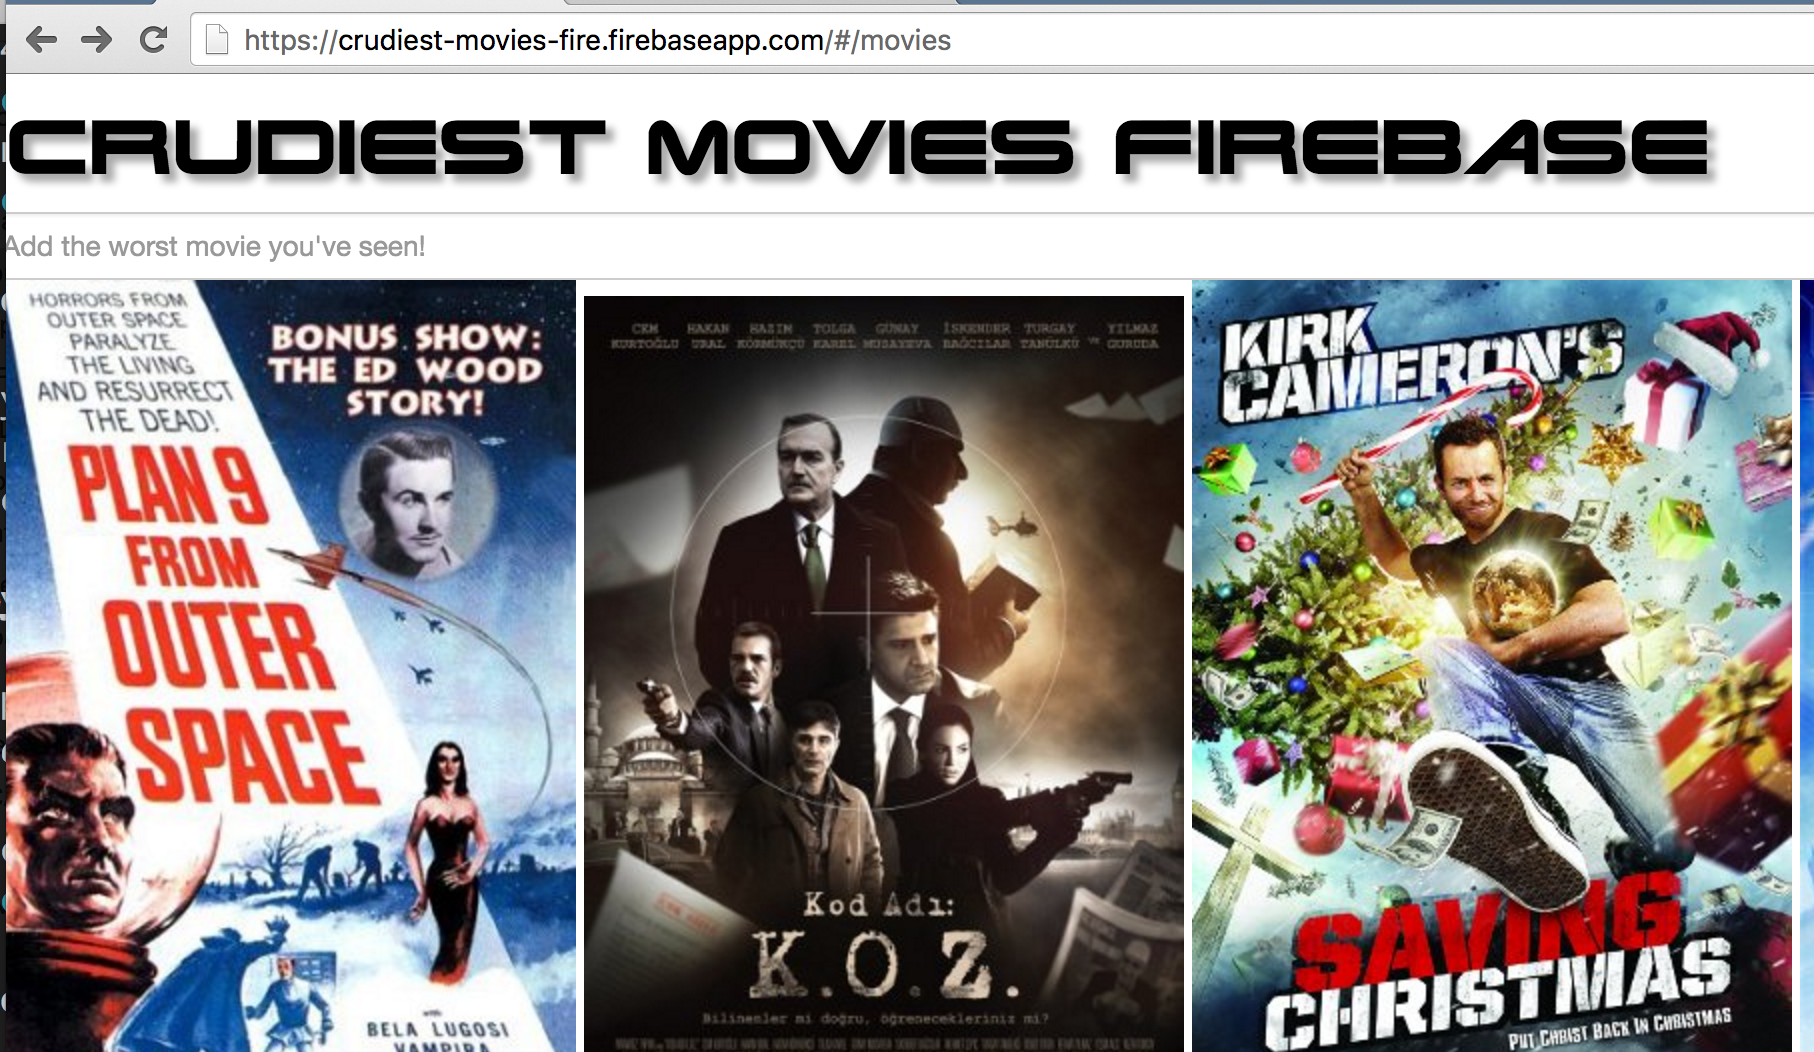 https://crudiest-movies-fire.firebaseapp.com/#/movies
CRUDIEST MOVIES FIREBASE
Add the worst movie you've seen!
HORRORS FROM
OUTER SPACE
PARALYZE
THE LIVING
AND RESURRECT
THE DEAD!
BONUS SHOW:
THE ED WOOD
STORY!
PLAN 9
FROM
OUTER
SPACE
with
BELA LUGOSI
VAMPIRA
CEM HAKAN HAZIM TOLGA GÜNAY İSKENDER TURGAY YILMAZ
KURTOĞLU URAL KÖRMÜKÇÜ KAREL MUSAYEVA BAĞCILAR TANÜLKÜ ve GURUDA
Kod Adı:
K.O.Z.
Bilinenler mi doğru, öğrenecekleriniz mi?
KIRK
CAMERON'S
SAVING
CHRISTMAS
PUT CHRIST BACK IN CHRISTMAS